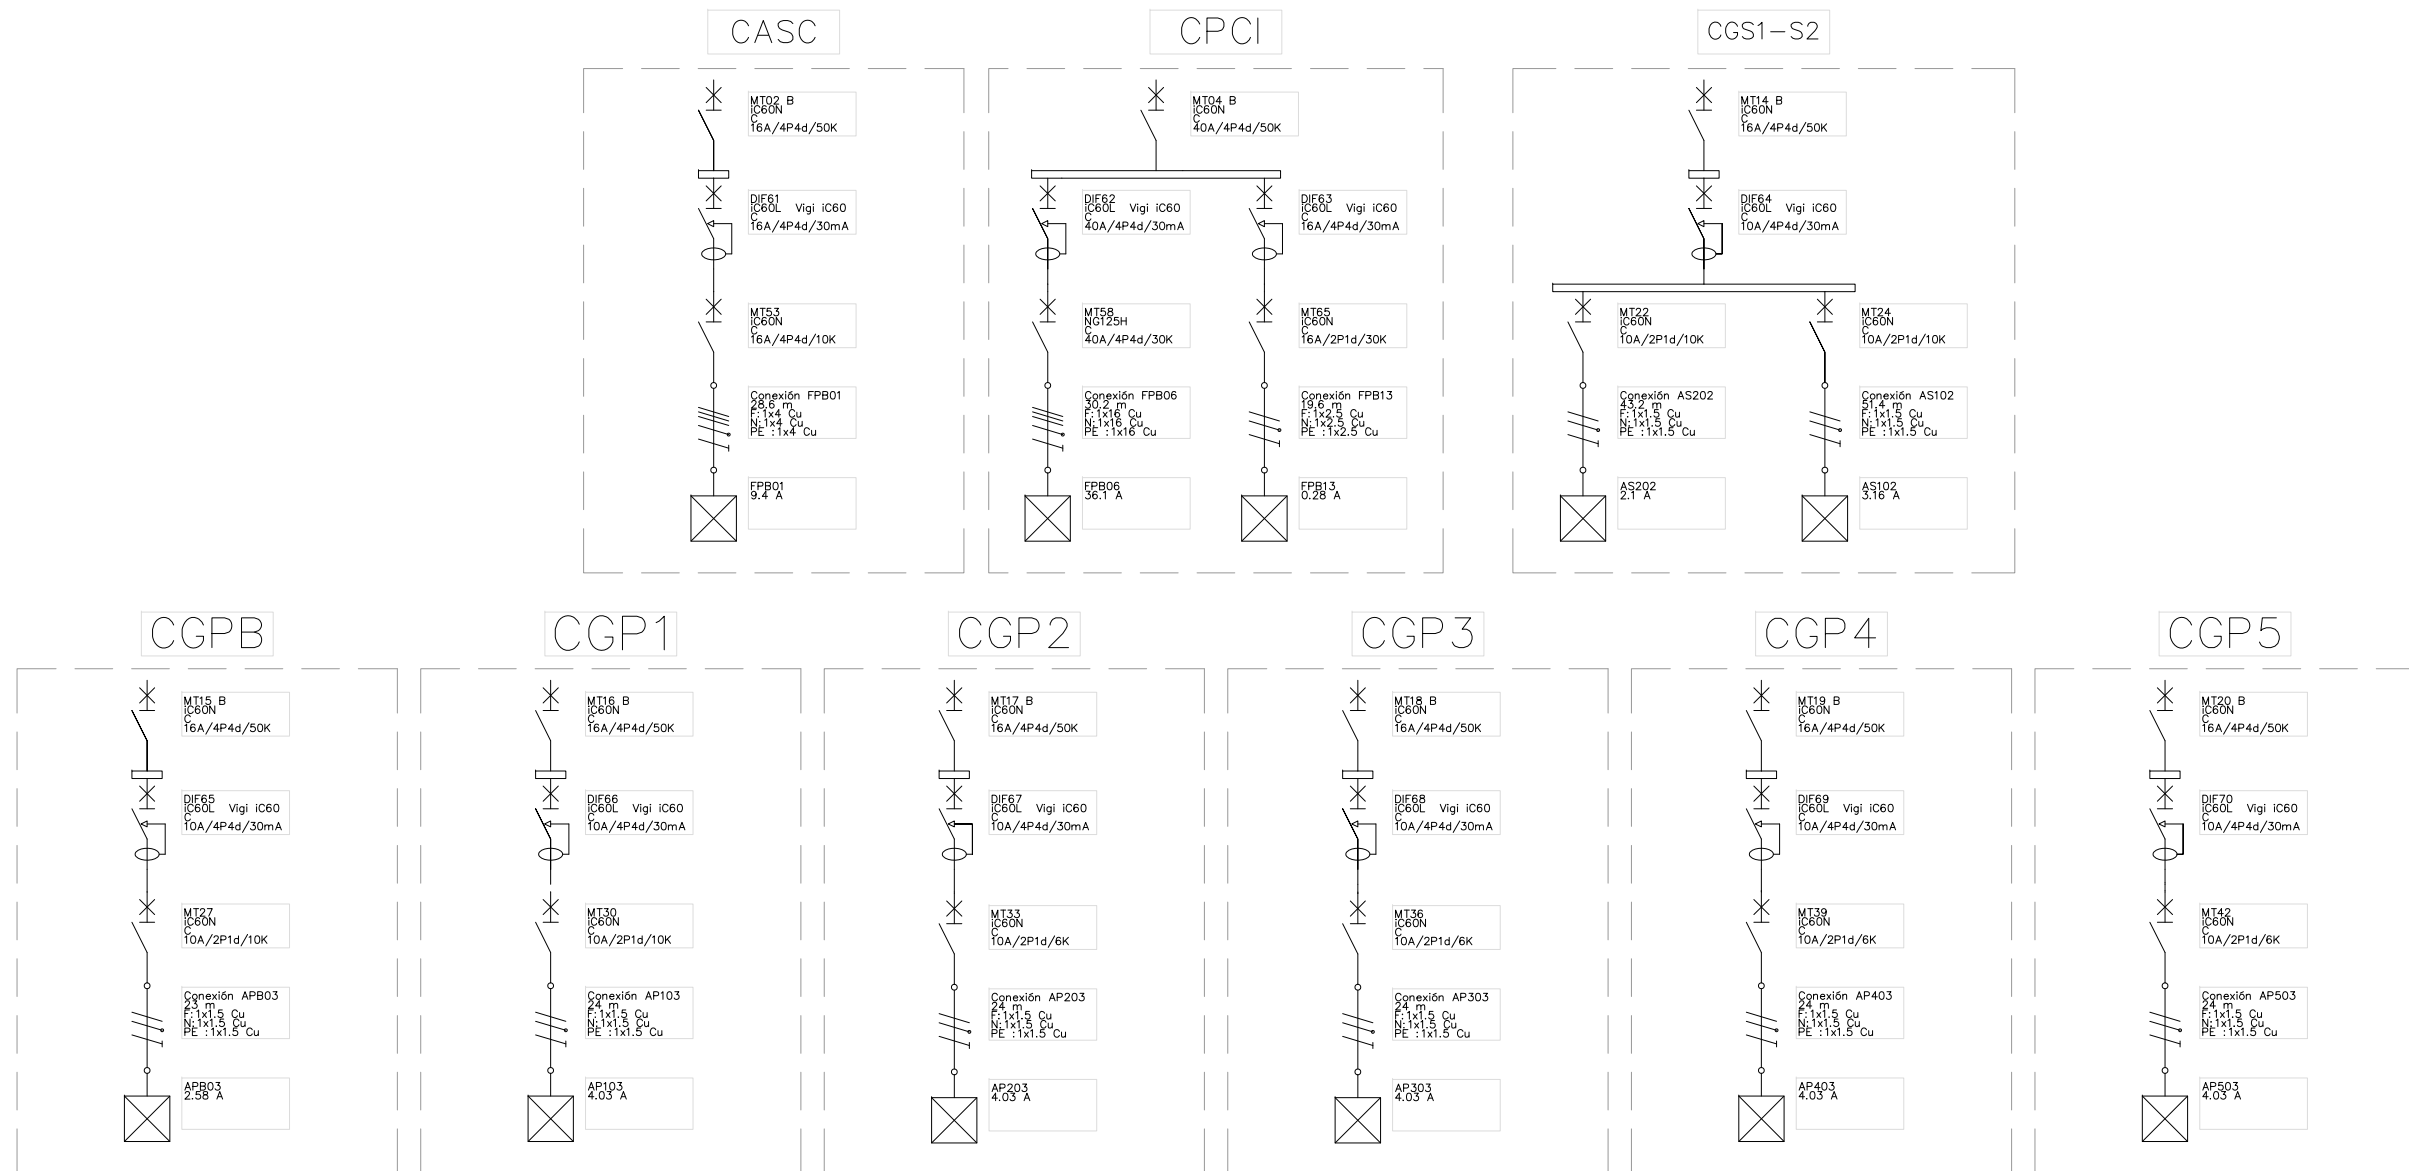 CASC
MT02 B
iC60N
C
16A/4P4d/50K
DIF61
iC60L Vigi iC60
C
16A/4P4d/30mA
MT53
iC60N
C
16A/4P4d/10K
Conexión FPB01
28.6 m
F:1x4 Cu
N:1x4 Cu
PE :1x4 Cu
FPB01
9.4 A
CPCI
MT04 B
iC60N
C
40A/4P4d/50K
DIF62
iC60L Vigi iC60
C
40A/4P4d/30mA
MT58
NG125H
C
40A/4P4d/30K
Conexión FPB06
30.2 m
F:1x16 Cu
N:1x16 Cu
PE :1x16 Cu
FPB06
36.1 A
DIF63
iC60L Vigi iC60
C
16A/4P4d/30mA
MT65
iC60N
C
16A/2P1d/30K
Conexión FPB13
19.6 m
F:1x2.5 Cu
N:1x2.5 Cu
PE :1x2.5 Cu
FPB13
0.28 A
CGS1-S2
MT14 B
iC60N
C
16A/4P4d/50K
DIF64
iC60L Vigi iC60
C
10A/4P4d/30mA
MT22
iC60N
C
10A/2P1d/10K
Conexión AS202
43.2 m
F:1x1.5 Cu
N:1x1.5 Cu
PE :1x1.5 Cu
AS202
2.1 A
MT24
iC60N
C
10A/2P1d/10K
Conexión AS102
51.4 m
F:1x1.5 Cu
N:1x1.5 Cu
PE :1x1.5 Cu
AS102
3.16 A
CGPB
MT15 B
iC60N
C
16A/4P4d/50K
DIF65
iC60L Vigi iC60
C
10A/4P4d/30mA
MT27
iC60N
C
10A/2P1d/10K
Conexión APB03
23 m
F:1x1.5 Cu
N:1x1.5 Cu
PE :1x1.5 Cu
APB03
2.58 A
CGP1
MT16 B
iC60N
C
16A/4P4d/50K
DIF66
iC60L Vigi iC60
C
10A/4P4d/30mA
MT30
iC60N
C
10A/2P1d/10K
Conexión AP103
24 m
F:1x1.5 Cu
N:1x1.5 Cu
PE :1x1.5 Cu
AP103
4.03 A
CGP2
MT17 B
iC60N
C
16A/4P4d/50K
DIF67
iC60L Vigi iC60
C
10A/4P4d/30mA
MT33
iC60N
C
10A/2P1d/6K
Conexión AP203
24 m
F:1x1.5 Cu
N:1x1.5 Cu
PE :1x1.5 Cu
AP203
4.03 A
CGP3
MT18 B
iC60N
C
16A/4P4d/50K
DIF68
iC60L Vigi iC60
C
10A/4P4d/30mA
MT36
iC60N
C
10A/2P1d/6K
Conexión AP303
24 m
F:1x1.5 Cu
N:1x1.5 Cu
PE :1x1.5 Cu
AP303
4.03 A
CGP4
MT19 B
iC60N
C
16A/4P4d/50K
DIF69
iC60L Vigi iC60
C
10A/4P4d/30mA
MT39
iC60N
C
10A/2P1d/6K
Conexión AP403
24 m
F:1x1.5 Cu
N:1x1.5 Cu
PE :1x1.5 Cu
AP403
4.03 A
CGP5
MT20 B
iC60N
C
16A/4P4d/50K
DIF70
iC60L Vigi iC60
C
10A/4P4d/30mA
MT42
iC60N
C
10A/2P1d/6K
Conexión AP503
24 m
F:1x1.5 Cu
N:1x1.5 Cu
PE :1x1.5 Cu
AP503
4.03 A